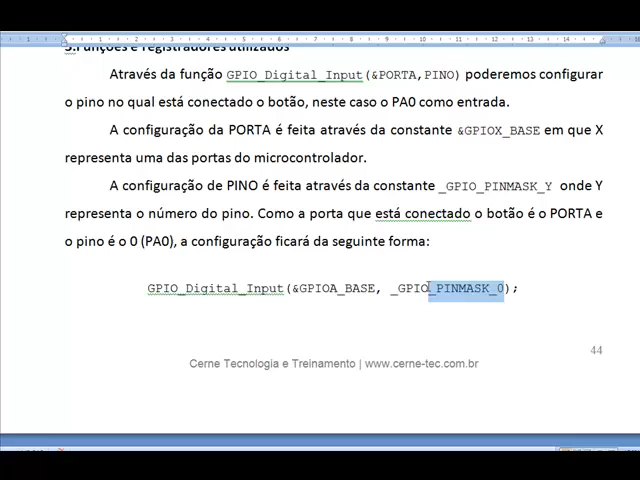 3.Funções e registradores utilizados
Através da função GPIO_Digital_Input(&PORTA,PINO) poderemos configurar
o pino no qual está conectado o botão, neste caso o PA0 como entrada.
A configuração da PORTA é feita através da constante &GPIOX_BASE em que X
representa uma das portas do microcontrolador.
A configuração de PINO é feita através da constante _GPIO_PINMASK_Y onde Y
representa o número do pino. Como a porta que está conectado o botão é o PORTA e
o pino é o 0 (PA0), a configuração ficará da seguinte forma:
GPIO_Digital_Input(&GPIOA_BASE, _GPIO_PINMASK_0);
44
Cerne Tecnologia e Treinamento | www.cerne-tec.com.br